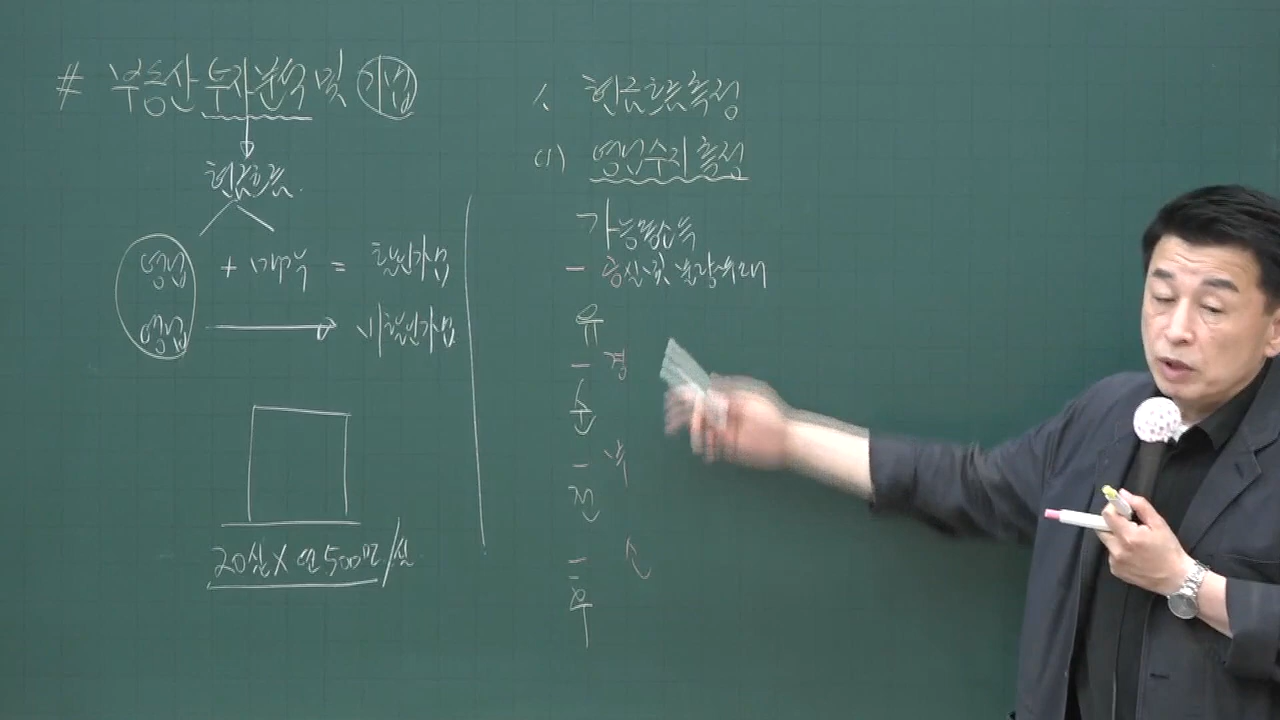 # 부동산 투자분석 및 기법
현금흐름.
영업 + 매각 = 할인기법
영업 → 비할인기법
20실 X 연 500만/실
1. 현금흐름측정
(1) 영업수지 측정
가능총소득
- 공실 및 불량부채
유
- 경
순
- 부
전
-
후